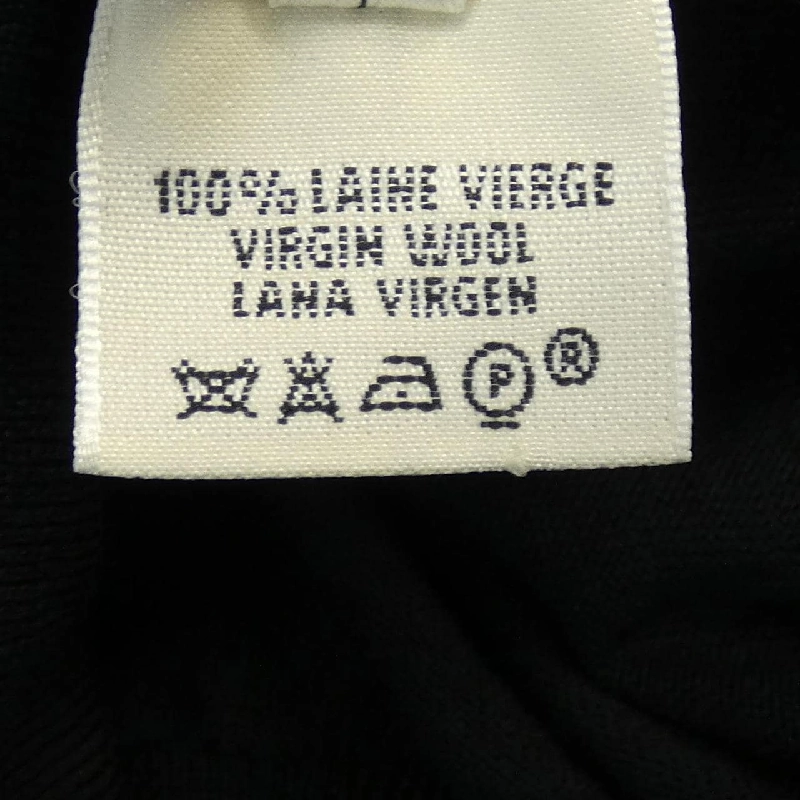 100% LAINE VIERGE
VIRGIN WOOL
LANA VIRGEN
P ®